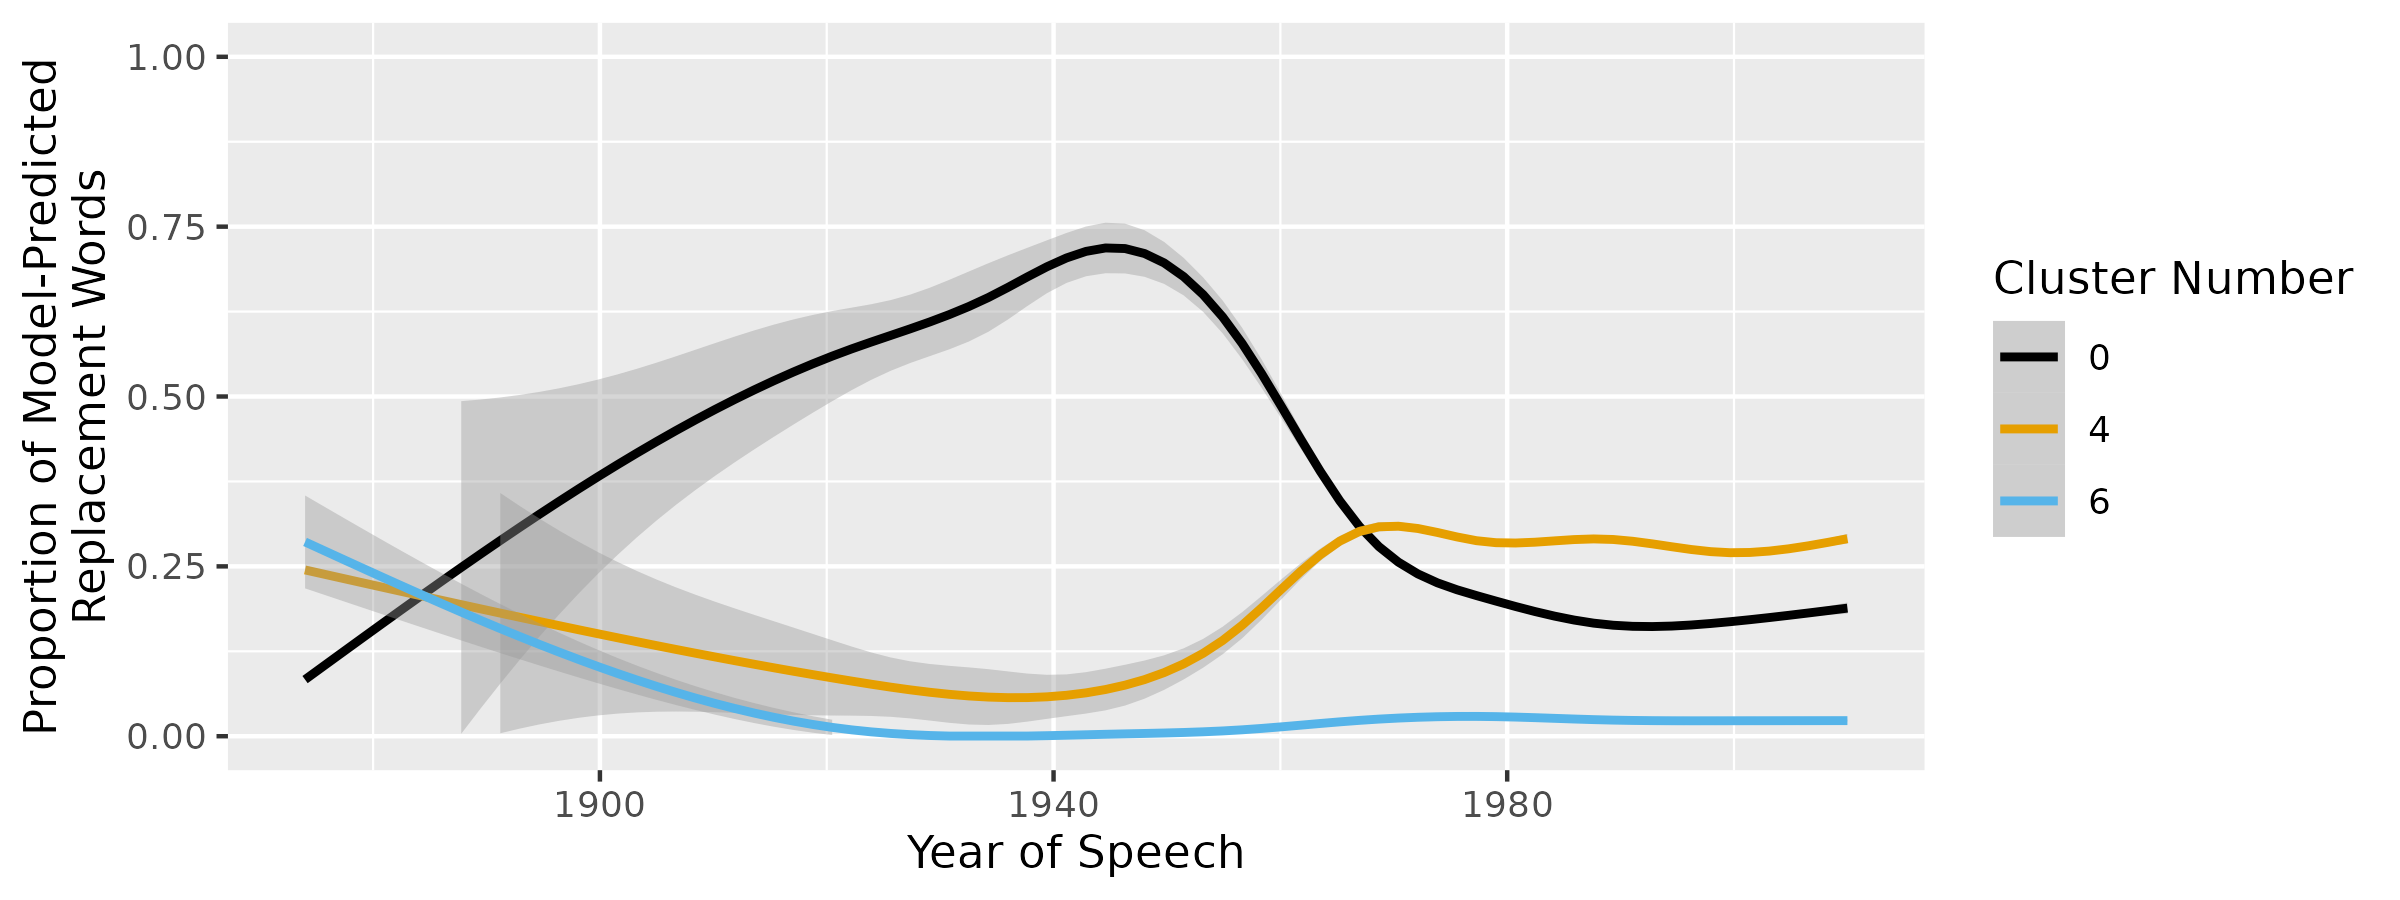 Proportion of Model-Predicted
Replacement Words
1.00
0.75
0.50
0.25
0.00
1900
1940
1980
Year of Speech
Cluster Number
0
4
6